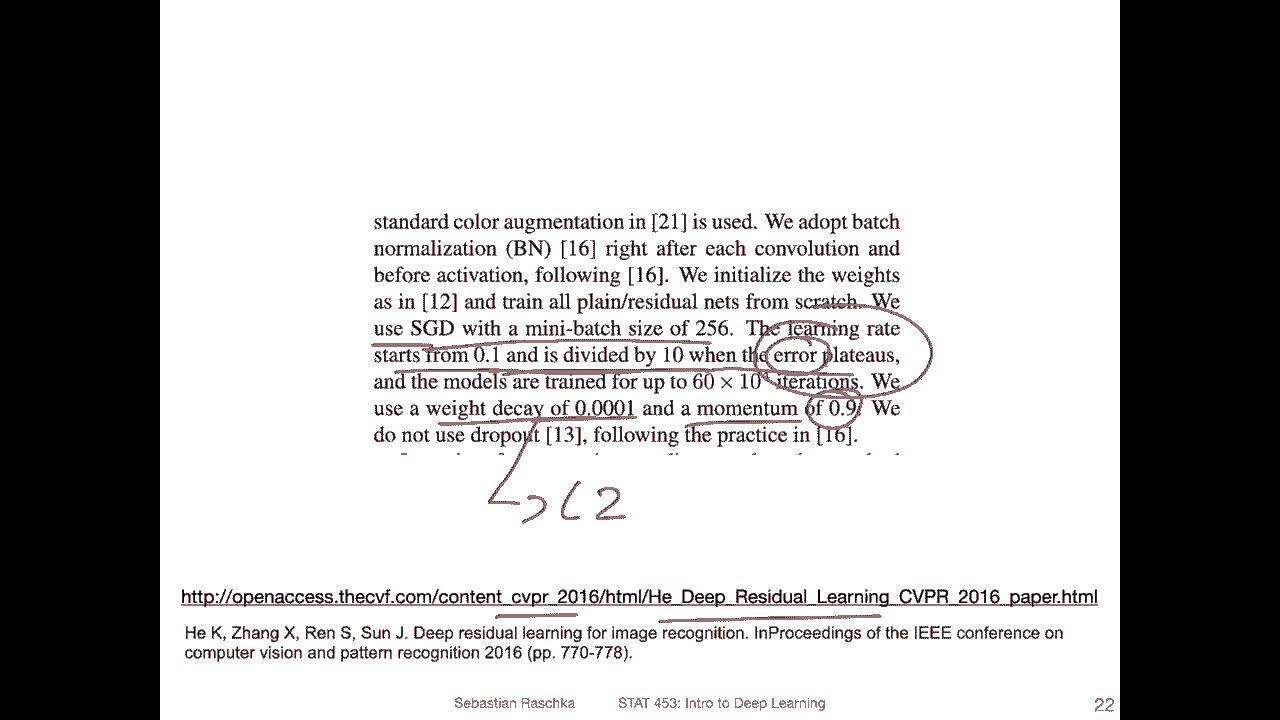 standard color augmentation in [21] is used. We adopt batch
normalization (BN) [16] right after each convolution and
before activation, following [16]. We initialize the weights
as in [12] and train all plain/residual nets from scratch. We
use SGD with a mini-batch size of 256. The learning rate
starts from 0.1 and is divided by 10 when the error plateaus,
and the models are trained for up to 60 × 10 iterations. We
use a weight decay of 0.0001 and a momentum of 0.9. We
do not use dropout [13], following the practice in [16].
http://openaccess.thecvf.com/content_cvpr_2016/html/He_Deep_Residual_Learning_CVPR_2016_paper.html
He K, Zhang X, Ren S, Sun J. Deep residual learning for image recognition. InProceedings of the IEEE conference on
computer vision and pattern recognition 2016 (pp. 770-778).
Sebastian Raschka STAT 453: Intro to Deep Learning 22